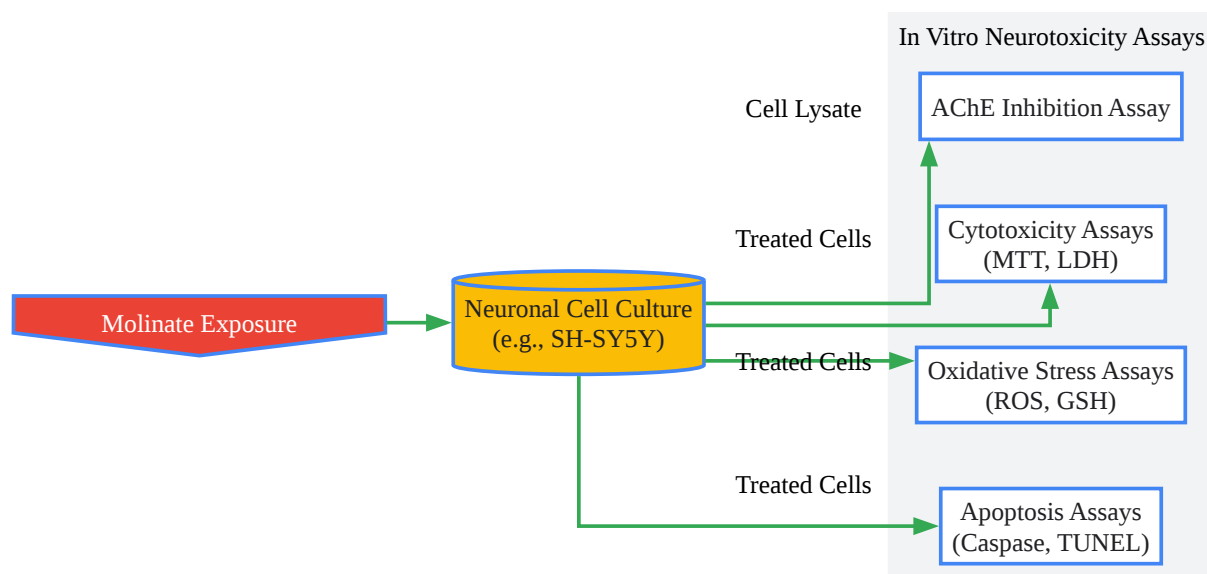 In Vitro Neurotoxicity Assays
Cell Lysate
AChE Inhibition Assay
Treated Cells
Cytotoxicity Assays
(MTT, LDH)
Molinate Exposure
Neuronal Cell Culture
(e.g., SH-SY5Y)
Treated Cells
Oxidative Stress Assays
(ROS, GSH)
Treated Cells
Apoptosis Assays
(Caspase, TUNEL)